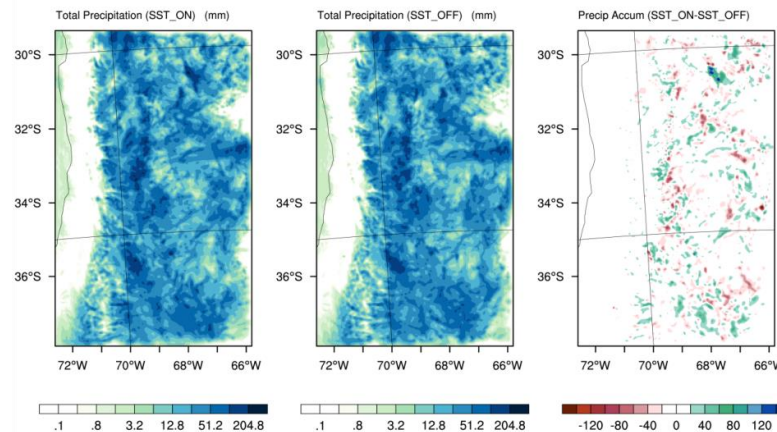 Total Precipitation (SST_ON) (mm)
Total Precipitation (SST_OFF) (mm)
Precip Accum (SST_ON-SST_OFF)
30°S 30°S 30°S
32°S 32°S 32°S
34°S 34°S 34°S
36°S 36°S 36°S
72°W 70°W 68°W 66°W 72°W 70°W 68°W 66°W 72°W 70°W 68°W 66°W
.1 .8 3.2 12.8 51.2 204.8 .1 .8 3.2 12.8 51.2 204.8 -120 -80 -40 0 40 80 120